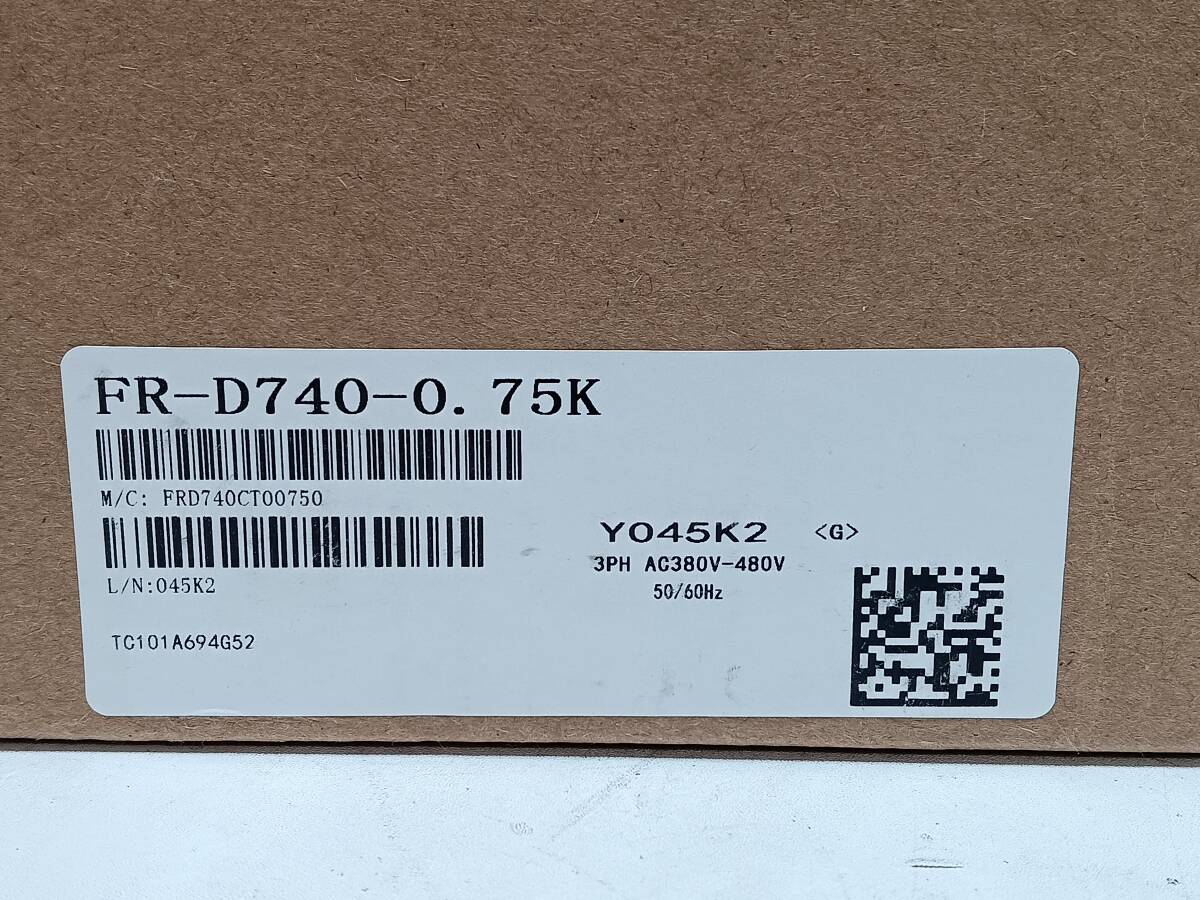 FR-D740-0.75K
M/C: FRD740CT00750
L/N:045K2
TC101A694G52
Y045K2 <G>
3PH AC380V-480V
50/60Hz